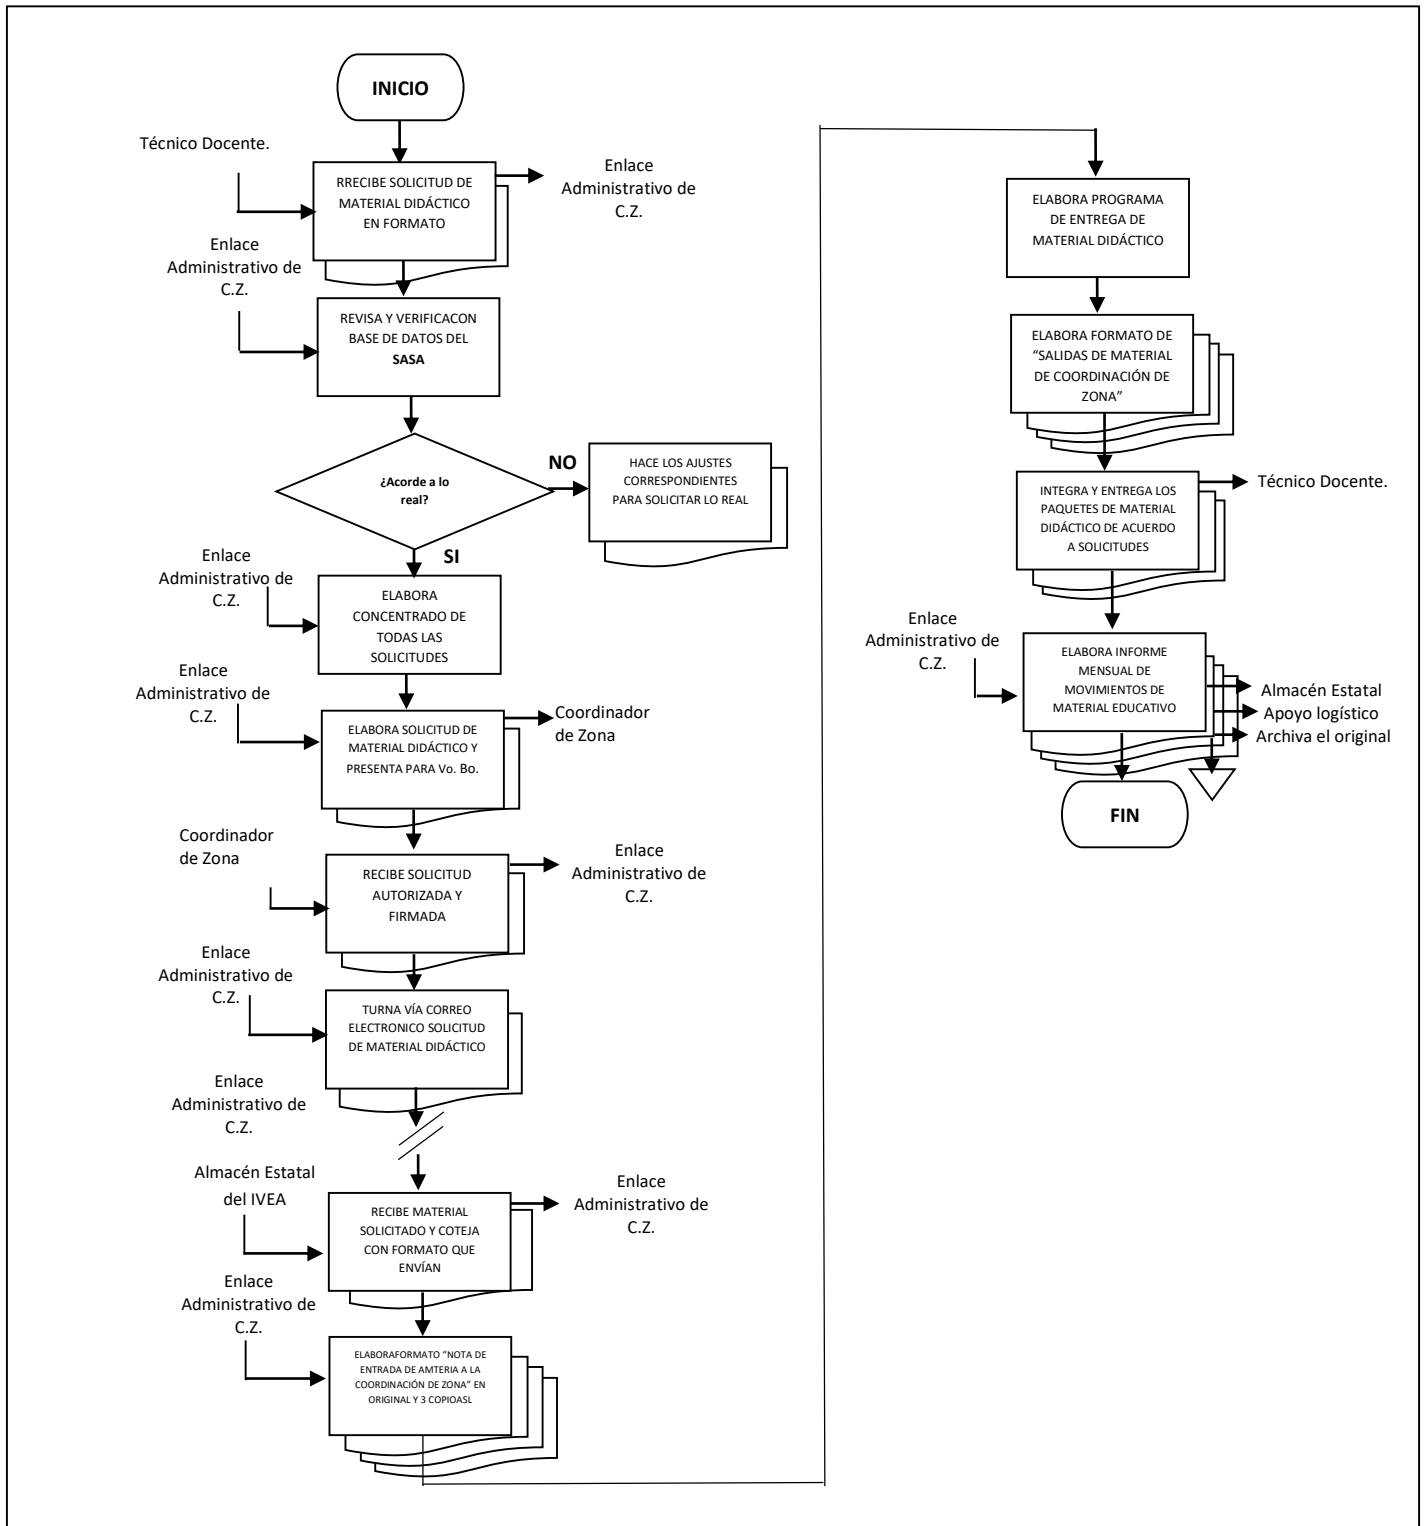 INICIO
Técnico Docente.
RRECIBE SOLICITUD DE
MATERIAL DIDÁCTICO
EN FORMATO
Enlace
Administrativo de
C.Z.
Enlace
Administrativo de
C.Z.
REVISA Y VERIFICACON
BASE DE DATOS DEL
SASA
¿Acorde a lo
real?
NO
HACE LOS AJUSTES
CORRESPONDIENTES
PARA SOLICITAR LO REAL
SI
Enlace
Administrativo de
C.Z.
ELABORA
CONCENTRADO DE
TODAS LAS
SOLICITUDES
Enlace
Administrativo de
C.Z.
ELABORA SOLICITUD DE
MATERIAL DIDÁCTICO Y
PRESENTA PARA Vo. Bo.
Coordinador
de Zona
Coordinador
de Zona
RECIBE SOLICITUD
AUTORIZADA Y
FIRMADA
Enlace
Administrativo de
C.Z.
Enlace
Administrativo de
C.Z.
TURNA VÍA CORREO
ELECTRONICO SOLICITUD
DE MATERIAL DIDÁCTICO
Enlace
Administrativo de
C.Z.
Almacén Estatal
del IVEA
RECIBE MATERIAL
SOLICITADO Y COTEJA
CON FORMATO QUE
ENVÍAN
Enlace
Administrativo de
C.Z.
Enlace
Administrativo de
C.Z.
ELABORAFORMATO “NOTA DE
ENTRADA DE AMTERIA A LA
COORDINACIÓN DE ZONA” EN
ORIGINAL Y 3 COPIOASL
ELABORA PROGRAMA
DE ENTREGA DE
MATERIAL DIDÁCTICO
ELABORA FORMATO DE
“SALIDAS DE MATERIAL
DE COORDINACIÓN DE
ZONA”
INTEGRA Y ENTREGA LOS
PAQUETES DE MATERIAL
DIDÁCTICO DE ACUERDO
A SOLICITUDES
Técnico Docente.
Enlace
Administrativo de
C.Z.
ELABORA INFORME
MENSUAL DE
MOVIMIENTOS DE
MATERIAL EDUCATIVO
Almacén Estatal
Apoyo logístico
Archiva el original
FIN